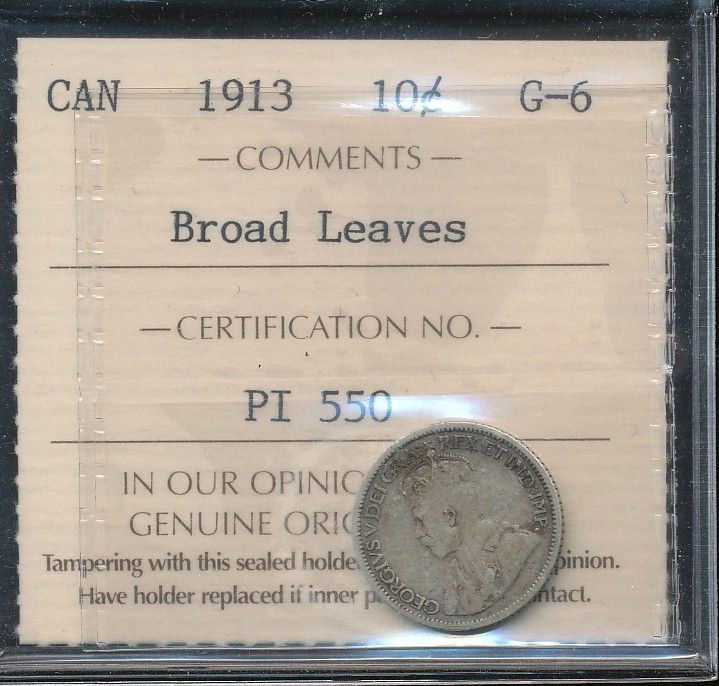 CAN 1913 10¢ G-6
— COMMENTS —
Broad Leaves
— CERTIFICATION NO. —
PI 550
IN OUR OPINIO
GENUINE ORIG
Tampering with this sealed holde pinion.
Have holder replaced if inner p ntact.
GEORGIVS V DEI GRA: REX ET IND:IMP: